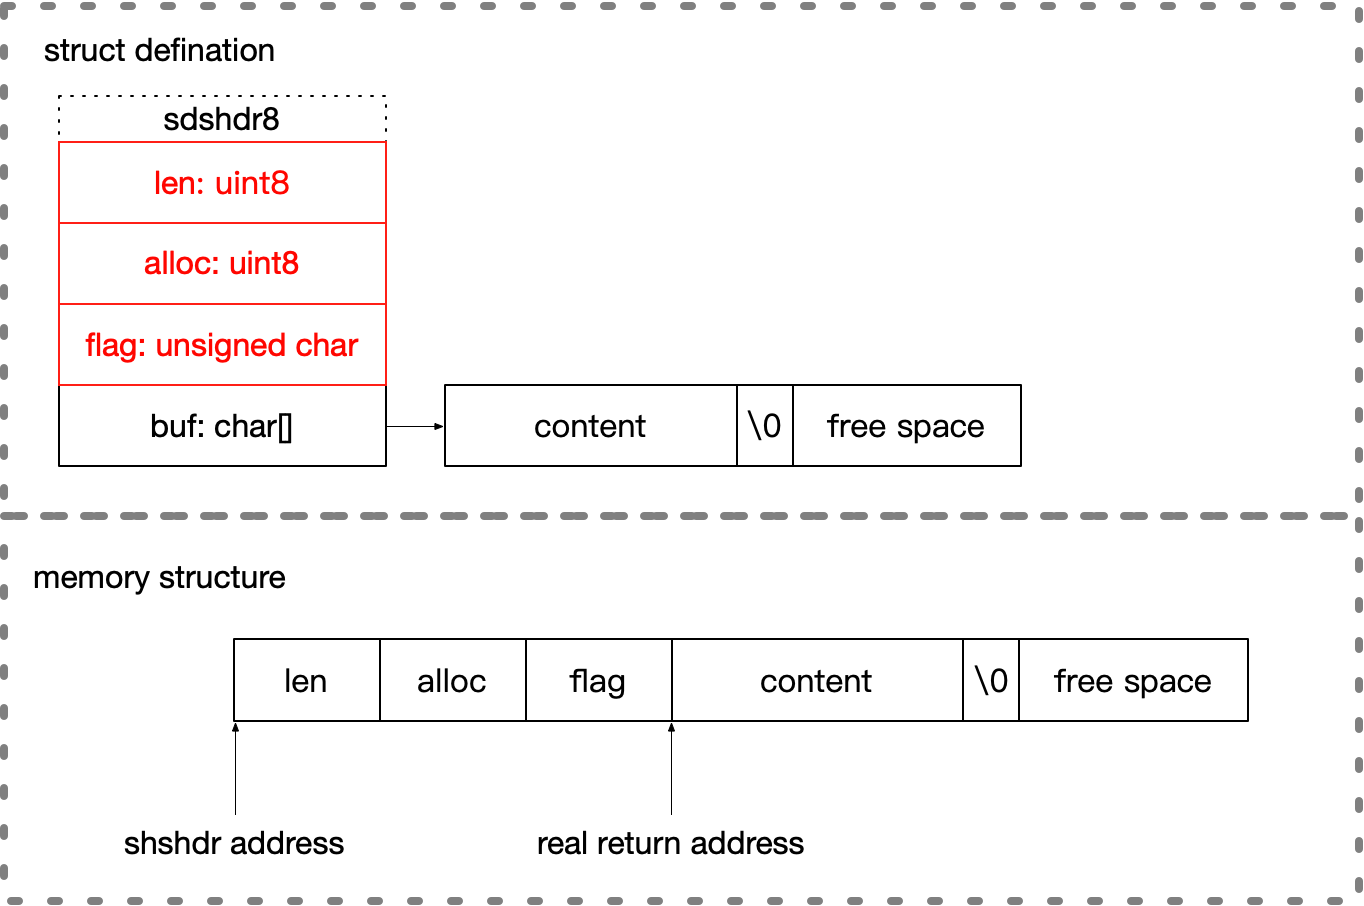 struct defination
sdshdr8
len: uint8
alloc: uint8
flag: unsigned char
buf: char[]
content
\0
free space
memory structure
len
alloc
flag
content
\0
free space
shshdr address
real return address